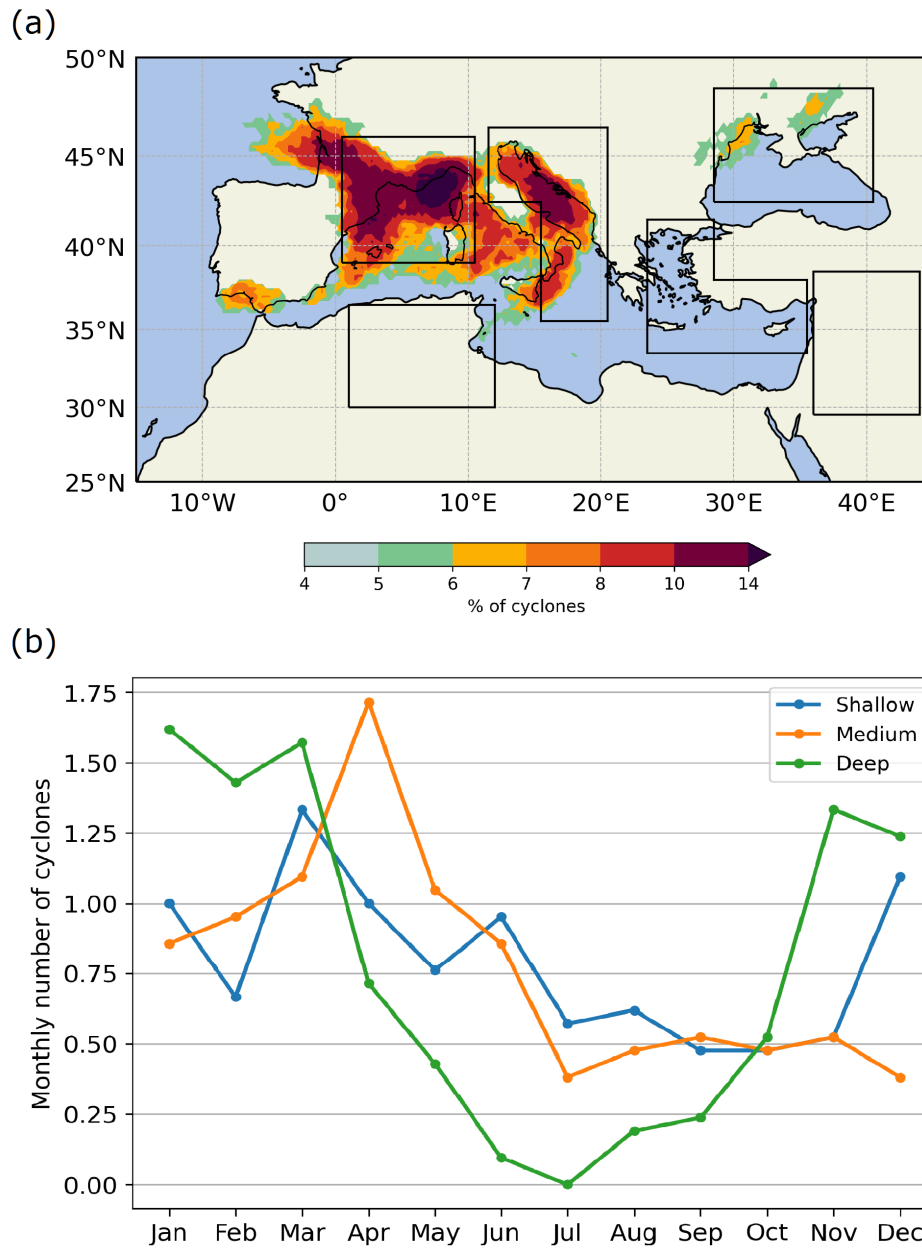 (a)
50°N
45°N
40°N
35°N
30°N
25°N
10°W 0° 10°E 20°E 30°E 40°E
4 5 6 7 8 10 14
% of cyclones
(b)
Monthly number of cyclones
1.75
1.50
1.25
1.00
0.75
0.50
0.25
0.00
Shallow
Medium
Deep
Jan Feb Mar Apr May Jun Jul Aug Sep Oct Nov Dec